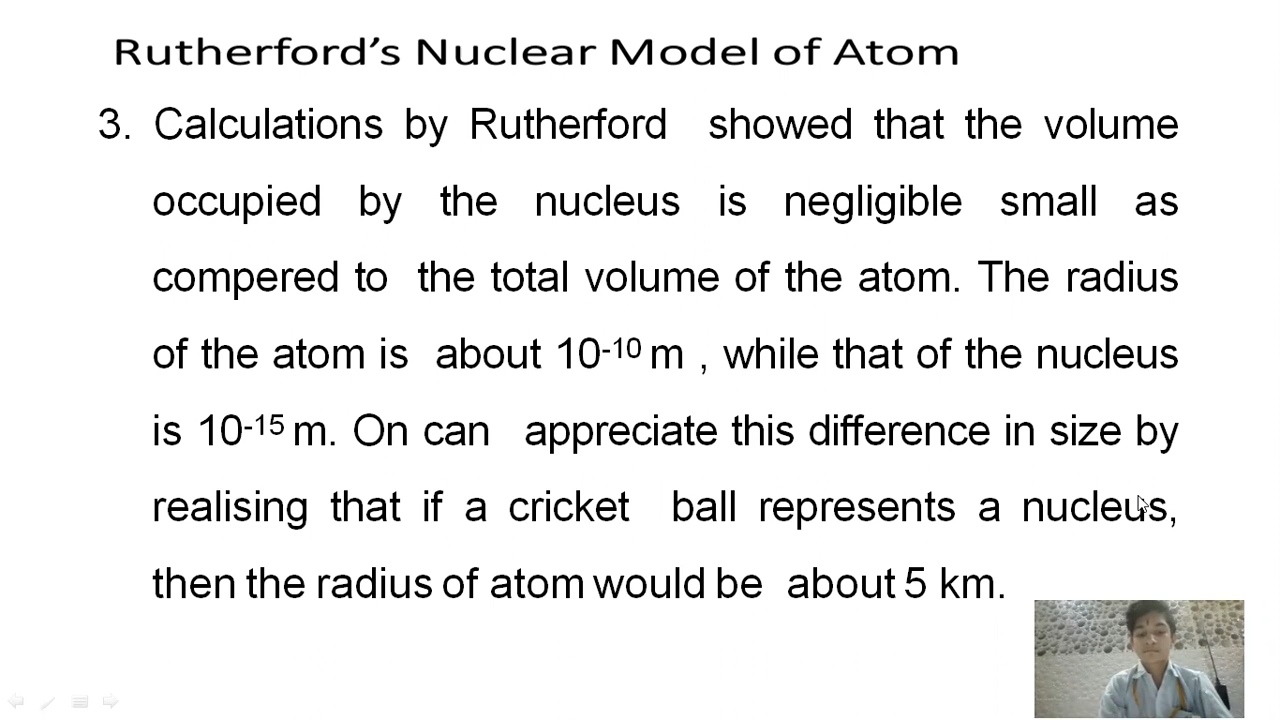 Rutherford’s Nuclear Model of Atom
3. Calculations by Rutherford showed that the volume
occupied by the nucleus is negligible small as
compered to the total volume of the atom. The radius
of the atom is about 10⁻¹⁰ m , while that of the nucleus
is 10⁻¹⁵ m. On can appreciate this difference in size by
realising that if a cricket ball represents a nucleus,
then the radius of atom would be about 5 km.